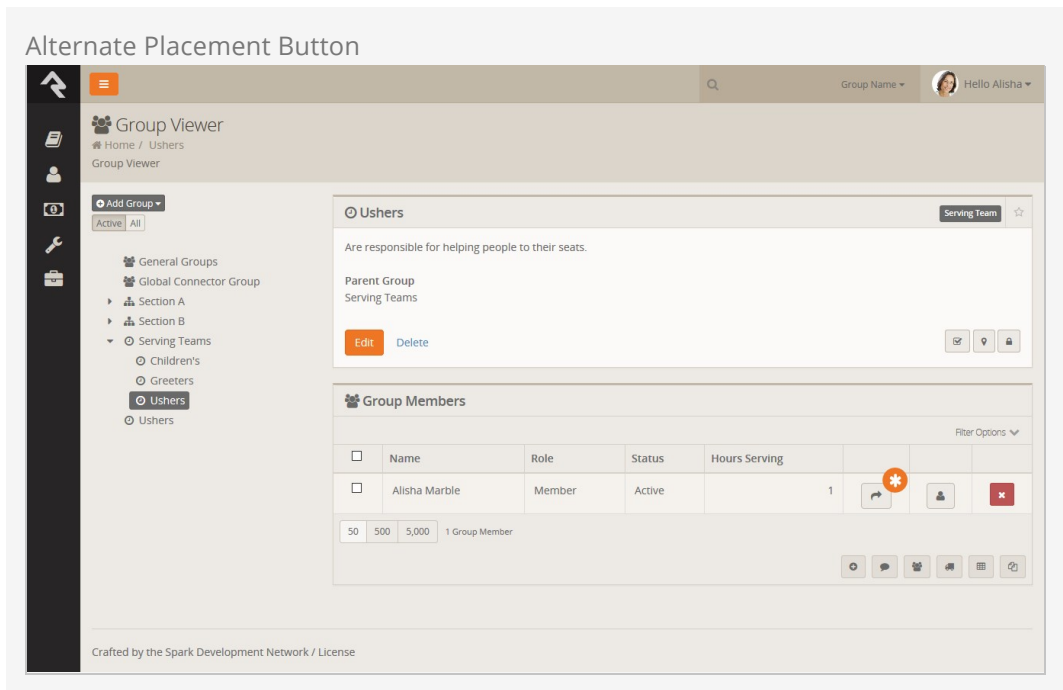 Alternate Placement Button
Group Name
Hello Alisha
Group Viewer
Home / Ushers
Group Viewer
Add Group
Active All
General Groups
Global Connector Group
Section A
Section B
Serving Teams
Children's
Greeters
Ushers
Ushers
Ushers
Serving Team
Are responsible for helping people to their seats.
Parent Group
Serving Teams
Edit Delete
Group Members
Filter Options
Name Role Status Hours Serving
Alisha Marble Member Active 1
50 500 5,000 1 Group Member
Crafted by the Spark Development Network / License